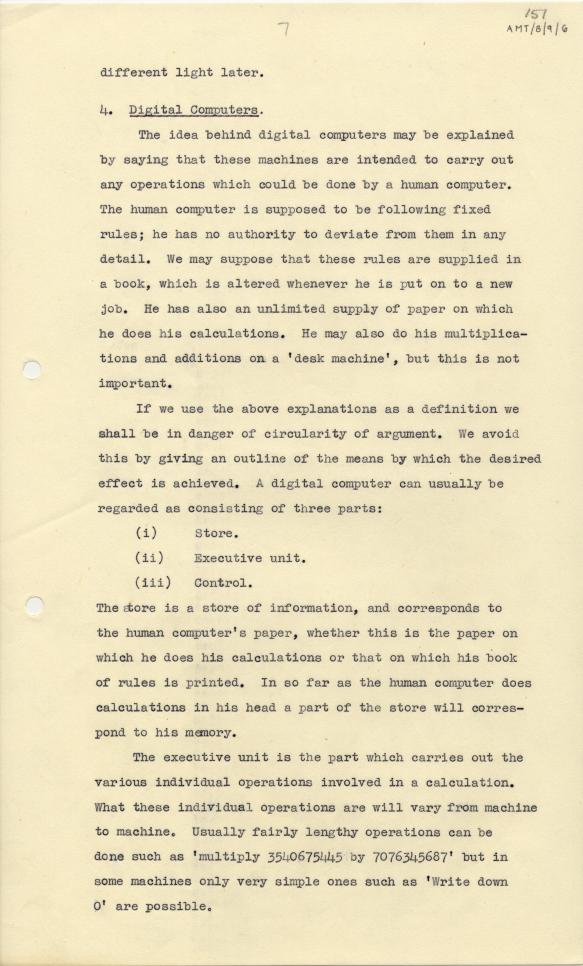 7
151
AMT/B/9/6
different light later.
4. Digital Computers.
The idea behind digital computers may be explained
by saying that these machines are intended to carry out
any operations which could be done by a human computer.
The human computer is supposed to be following fixed
rules; he has no authority to deviate from them in any
detail. We may suppose that these rules are supplied in
a book, which is altered whenever he is put on to a new
job. He has also an unlimited supply of paper on which
he does his calculations. He may also do his multiplica-
tions and additions on a 'desk machine', but this is not
important.
If we use the above explanations as a definition we
shall be in danger of circularity of argument. We avoid
this by giving an outline of the means by which the desired
effect is achieved. A digital computer can usually be
regarded as consisting of three parts:
(i) Store.
(ii) Executive unit.
(iii) Control.
The store is a store of information, and corresponds to
the human computer's paper, whether this is the paper on
which he does his calculations or that on which his book
of rules is printed. In so far as the human computer does
calculations in his head a part of the store will corres-
pond to his memory.
The executive unit is the part which carries out the
various individual operations involved in a calculation.
What these individual operations are will vary from machine
to machine. Usually fairly lengthy operations can be
done such as 'multiply 3540675445 by 7076345687' but in
some machines only very simple ones such as 'Write down
0' are possible.